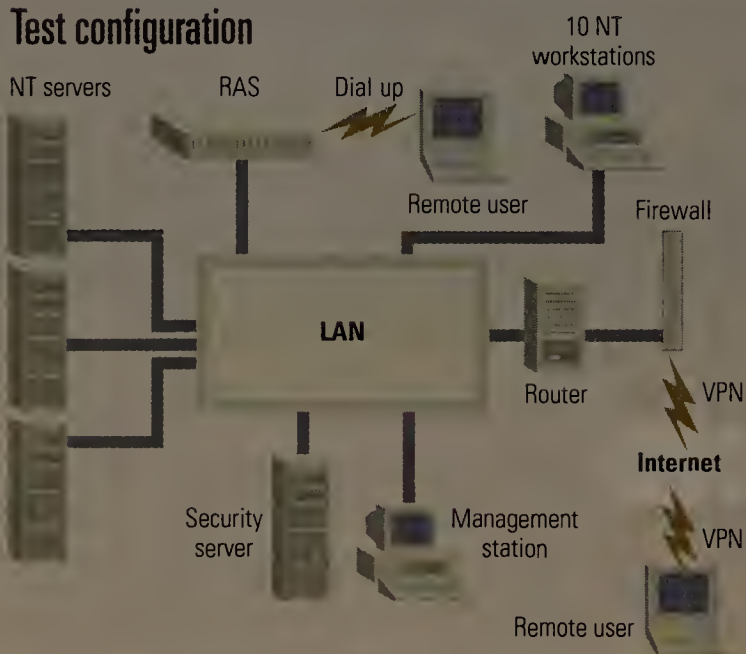 Test configuration
NT servers
RAS
Dial up
10 NT
workstations
Remote user
Firewall
LAN
Router
VPN
Internet
Security
server
Management
station
VPN
Remote user